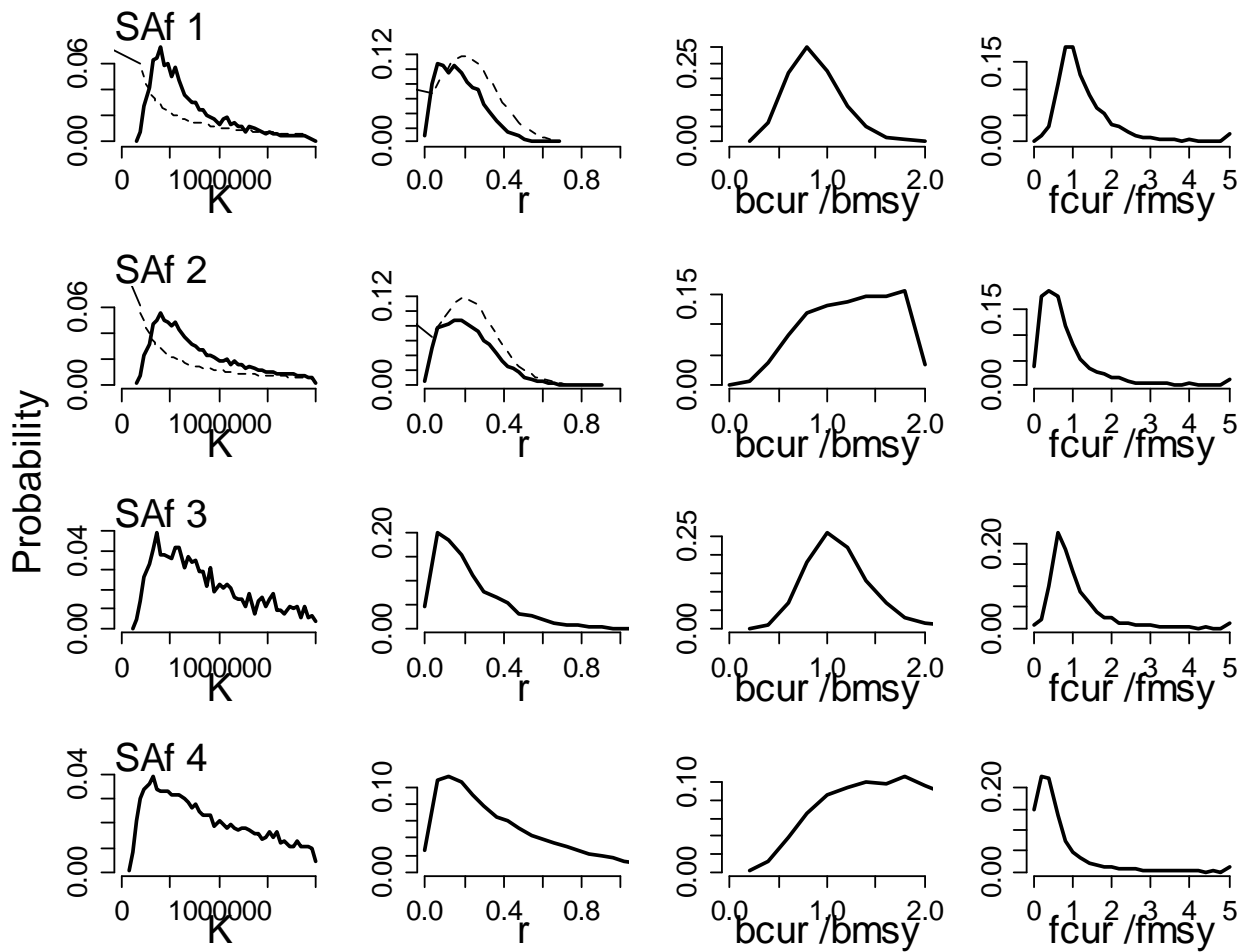 Probability
SAf 1
0.00 0.06
0 1000000
K
0.00 0.12
0.0 0.4 0.8
r
0.00 0.25
0.0 1.0 2.0
bcur /bmsy
0.00 0.15
0 1 2 3 4 5
fcur /fmsy
SAf 2
0.00 0.06
0 1000000
K
0.00 0.12
0.0 0.4 0.8
r
0.00 0.15
0.0 1.0 2.0
bcur /bmsy
0.00 0.15
0 1 2 3 4 5
fcur /fmsy
SAf 3
0.00 0.04
0 1000000
K
0.00 0.20
0.0 0.4 0.8
r
0.00 0.25
0.0 1.0 2.0
bcur /bmsy
0.00 0.20
0 1 2 3 4 5
fcur /fmsy
SAf 4
0.00 0.04
0 1000000
K
0.00 0.10
0.0 0.4 0.8
r
0.00 0.10
0.0 1.0 2.0
bcur /bmsy
0.00 0.20
0 1 2 3 4 5
fcur /fmsy